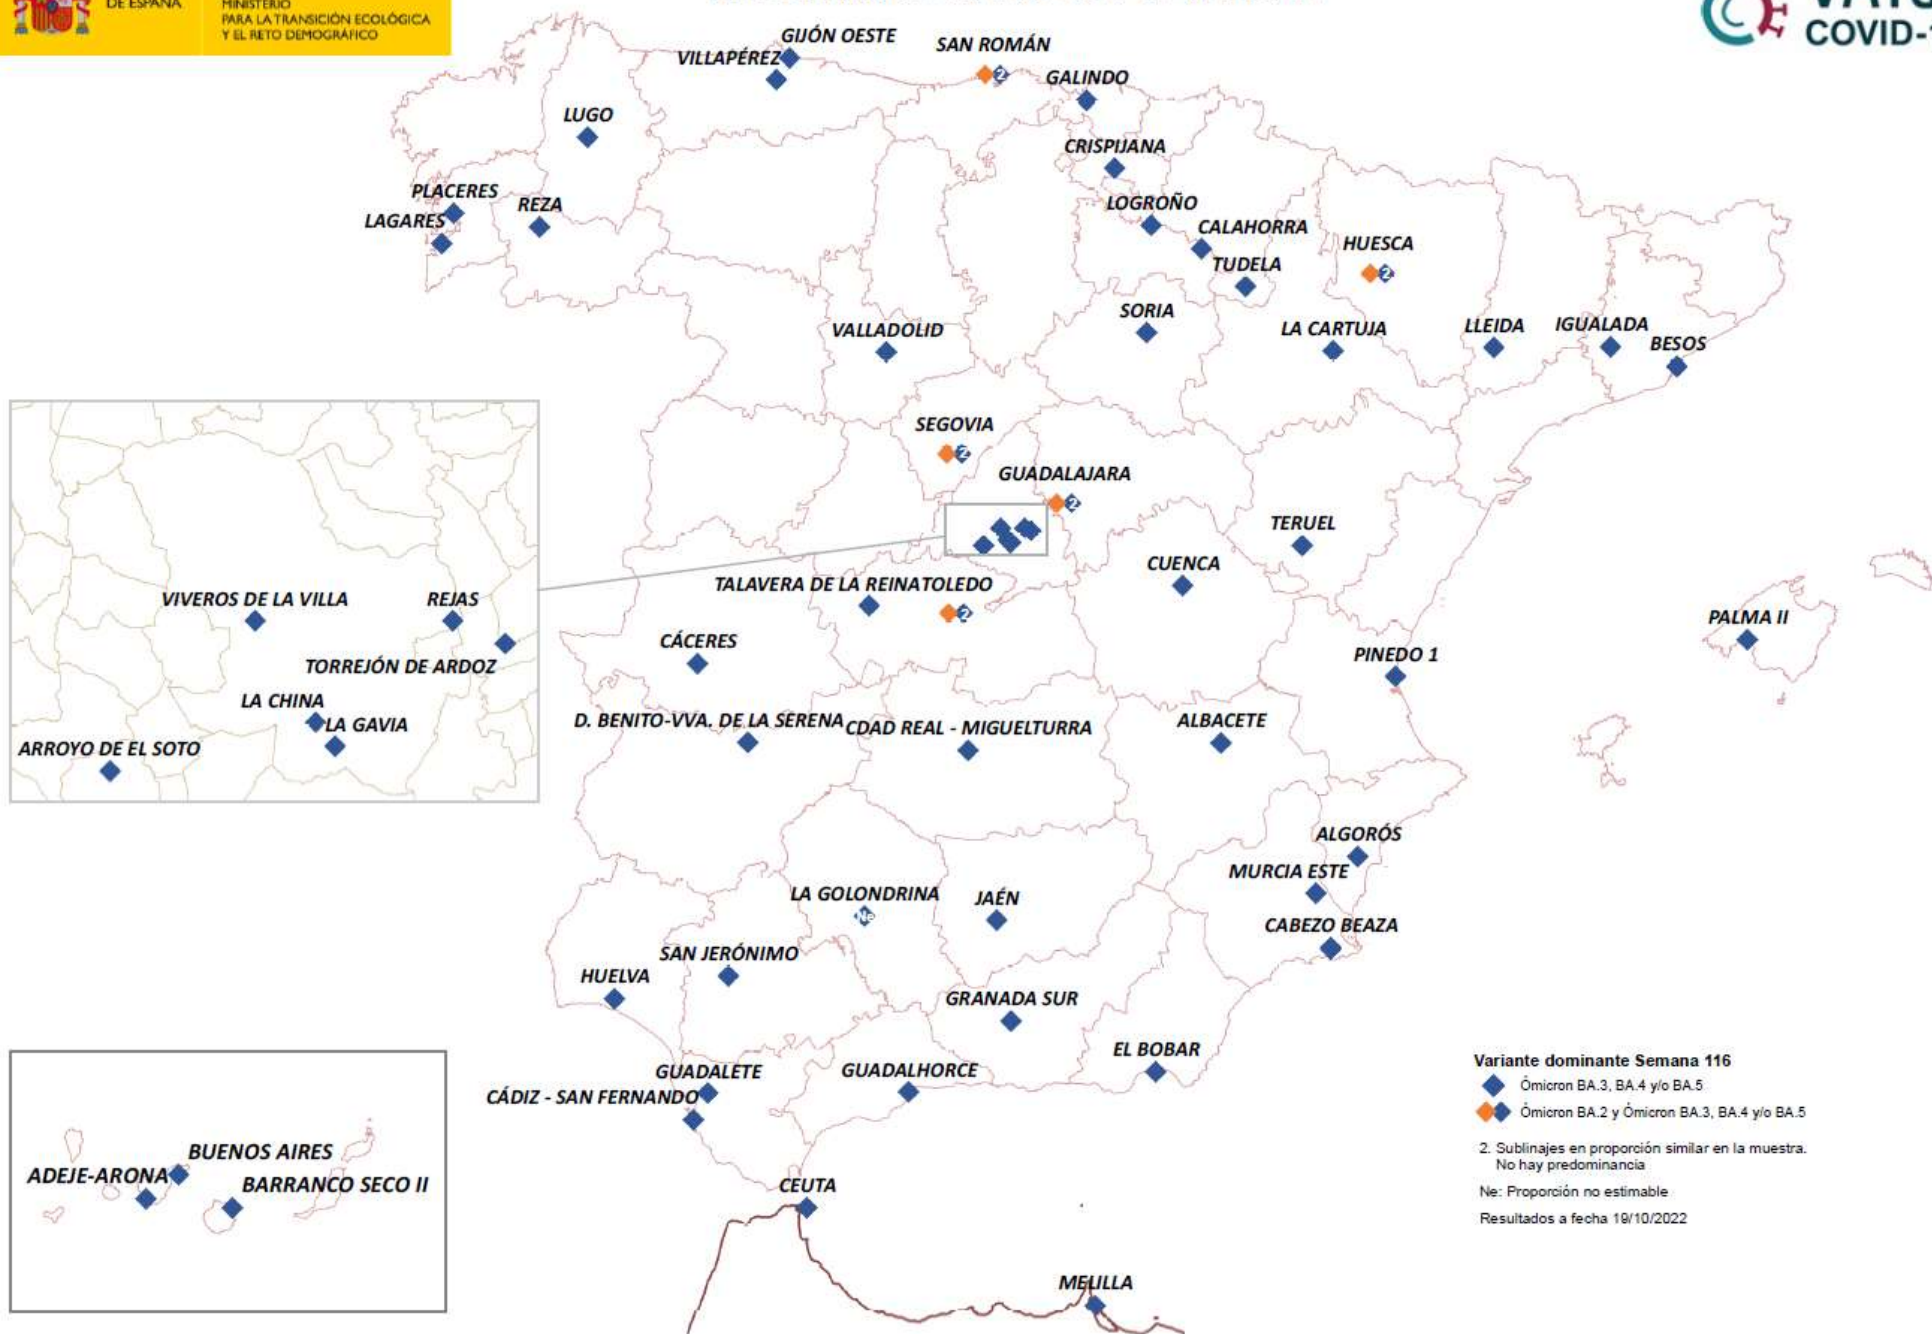 DE ESPAÑA
MINISTERIO
PARA LA TRANSICIÓN ECOLÓGICA
Y EL RETO DEMOGRÁFICO
COVID-1
GIJÓN OESTE
VILLAPÉREZ
SAN ROMÁN
2
GALINDO
LUGO
CRISPIJANA
PLACERES
REZA
LAGARES
LOGROÑO
CALAHORRA
TUDELA
HUESCA
2
SORIA
VALLADOLID
LA CARTUJA
LLEIDA
IGUALADA
BESOS
SEGOVIA
2
GUADALAJARA
2
TERUEL
CUENCA
TALAVERA DE LA REINA
TOLEDO
2
CÁCERES
PALMA II
PINEDO 1
D. BENITO-VVA. DE LA SERENA
CDAD REAL - MIGUELTURRA
ALBACETE
VIVEROS DE LA VILLA
REJAS
TORREJÓN DE ARDOZ
LA CHINA
LA GAVIA
ARROYO DE EL SOTO
ALGORÓS
MURCIA ESTE
CABEZO BEAZA
LA GOLONDRINA
Ne
JAÉN
SAN JERÓNIMO
HUELVA
GRANADA SUR
EL BOBAR
GUADALETE
GUADALHORCE
CÁDIZ - SAN FERNANDO
CEUTA
MELILLA
BUENOS AIRES
ADEJE-ARONA
BARRANCO SECO II
Variante dominante Semana 116
Ómicron BA.3, BA.4 y/o BA.5
Ómicron BA.2 y Ómicron BA.3, BA.4 y/o BA.5
2. Sublinajes en proporción similar en la muestra.
No hay predominancia
Ne: Proporción no estimable
Resultados a fecha 19/10/2022